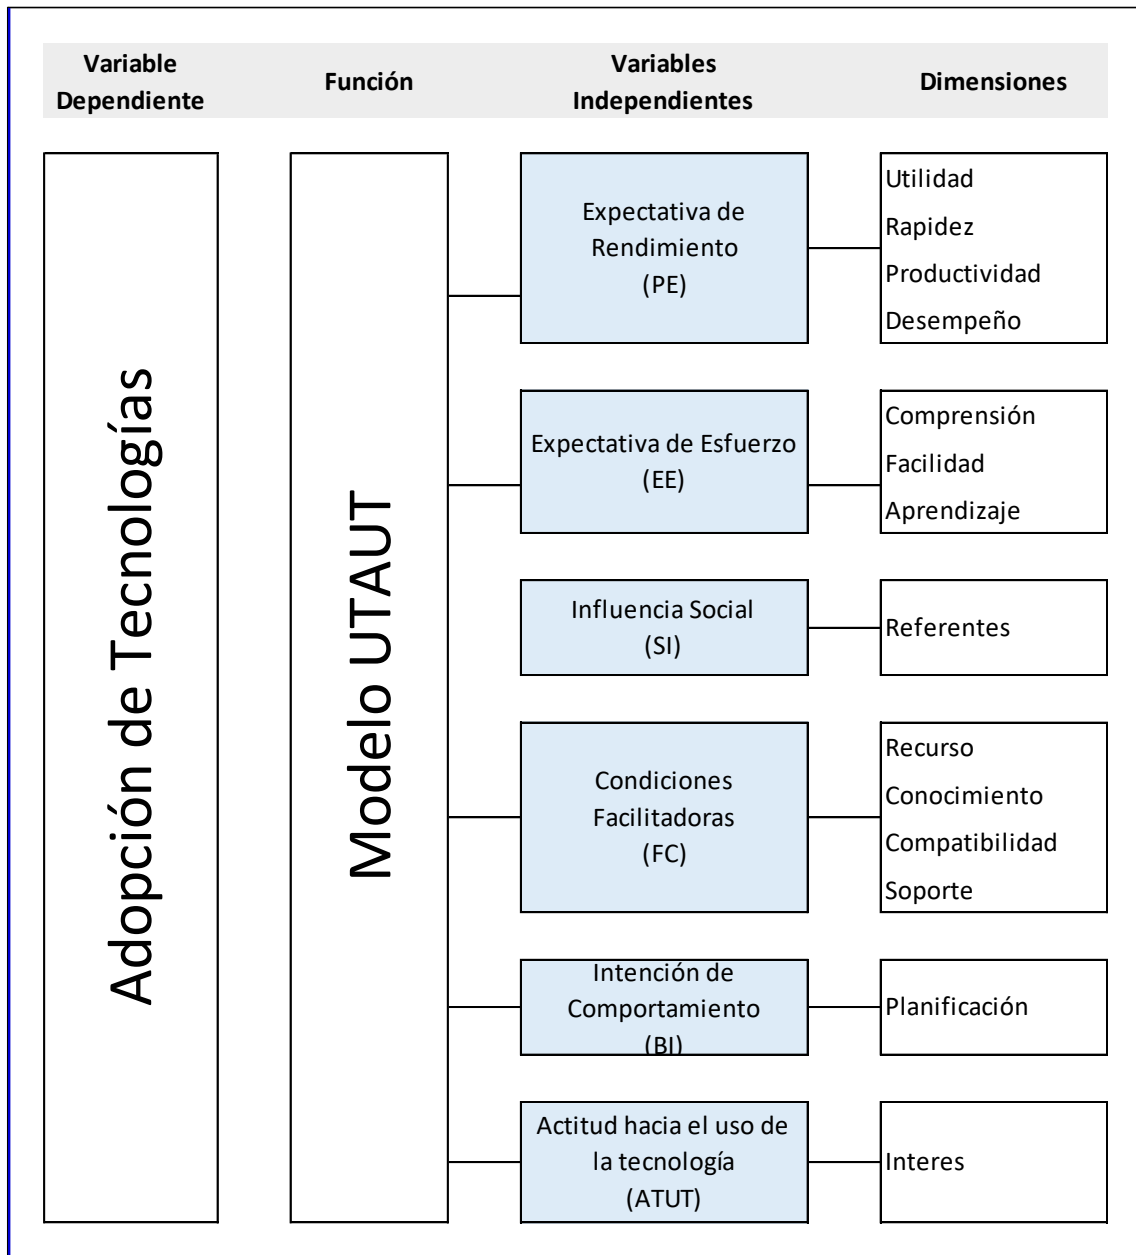 Variable
Dependiente
Función
Variables
Independientes
Dimensiones
Adopción de Tecnologías
Modelo UTAUT
Expectativa de
Rendimiento
(PE)
Utilidad
Rapidez
Productividad
Desempeño
Expectativa de Esfuerzo
(EE)
Comprensión
Facilidad
Aprendizaje
Influencia Social
(SI)
Referentes
Condiciones
Facilitadoras
(FC)
Recurso
Conocimiento
Compatibilidad
Soporte
Intención de
Comportamiento
(BI)
Planificación
Actitud hacia el uso de
la tecnología
(ATUT)
Interes